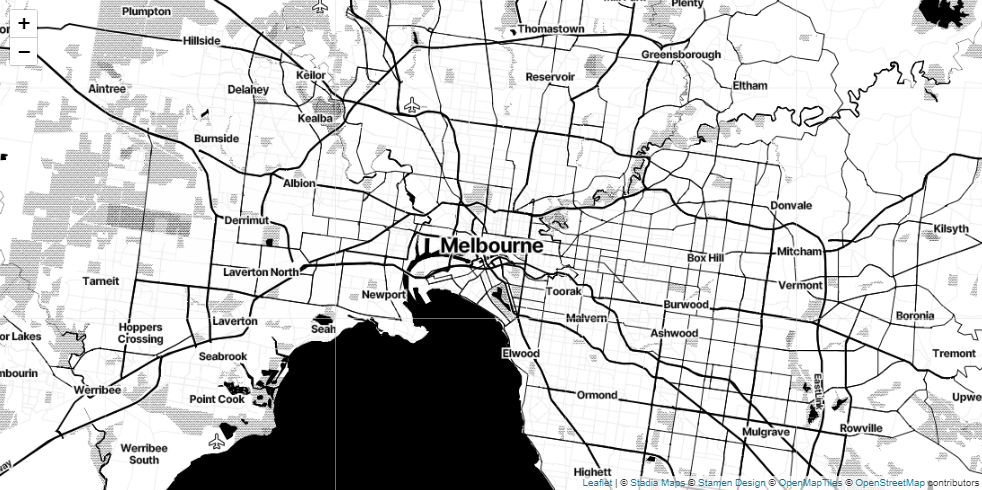 Plumpton
Plenty
+
Hillside
Thomastown
−
Greensborough
Keilor
Reservoir
Aintree
Delahey
Eltham
Kealba
Burnside
Albion
Donvale
Derrimut
Kilsyth
Melbourne
Mitcham
Box Hill
Laverton North
Tarneit
Vermont
Newport
Toorak
Burwood
Boronia
Laverton
Malvern
Hoppers
Crossing
Seah
Ashwood
or Lakes
Seabrook
Elwood
Tremont
mbourin
Werribee
EastLink
Point Cook
Ormond
Upwe
Rowville
Mulgrave
Werribee
South
way
Highett
Leaflet | © Stadia Maps © Stamen Design © OpenMapTiles © OpenStreetMap contributors